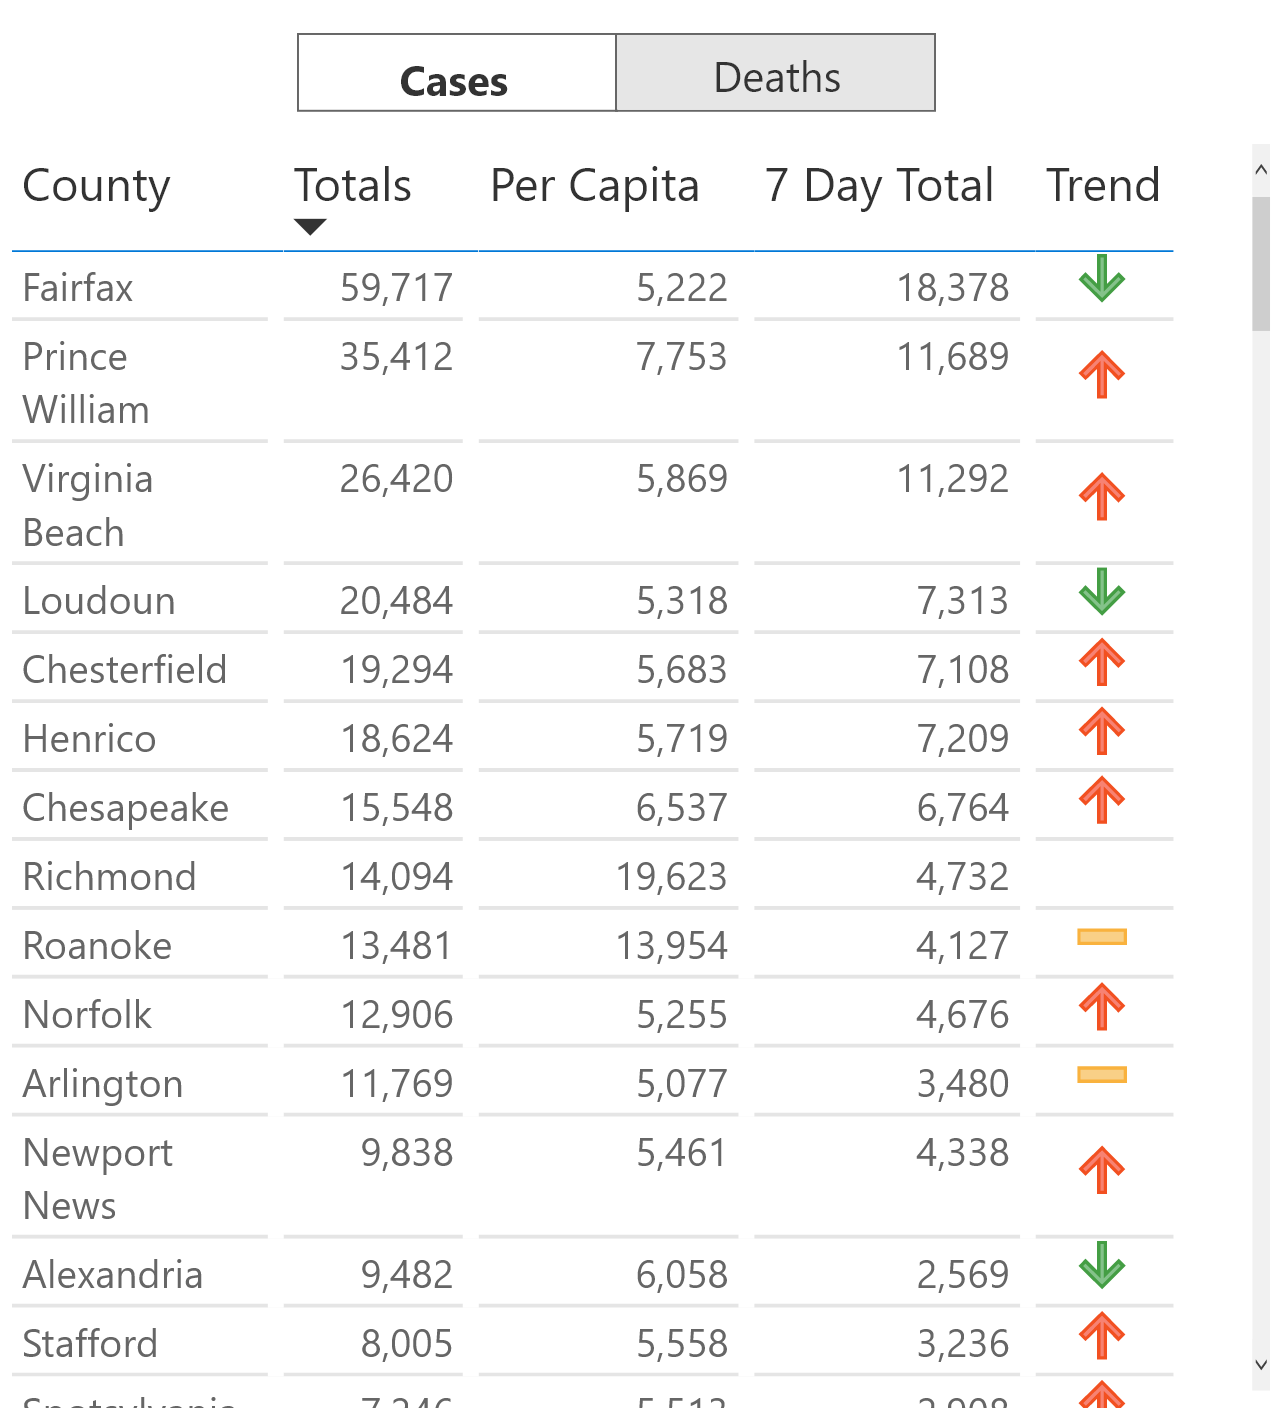 Cases Deaths
County Totals Per Capita 7 Day Total Trend
Fairfax 59,717 5,222 18,378
Prince 35,412 7,753 11,689
William
Virginia 26,420 5,869 11,292
Beach
Loudoun 20,484 5,318 7,313
Chesterfield 19,294 5,683 7,108
Henrico 18,624 5,719 7,209
Chesapeake 15,548 6,537 6,764
Richmond 14,094 19,623 4,732
Roanoke 13,481 13,954 4,127
Norfolk 12,906 5,255 4,676
Arlington 11,769 5,077 3,480
Newport 9,838 5,461 4,338
News
Alexandria 9,482 6,058 2,569
Stafford 8,005 5,558 3,236